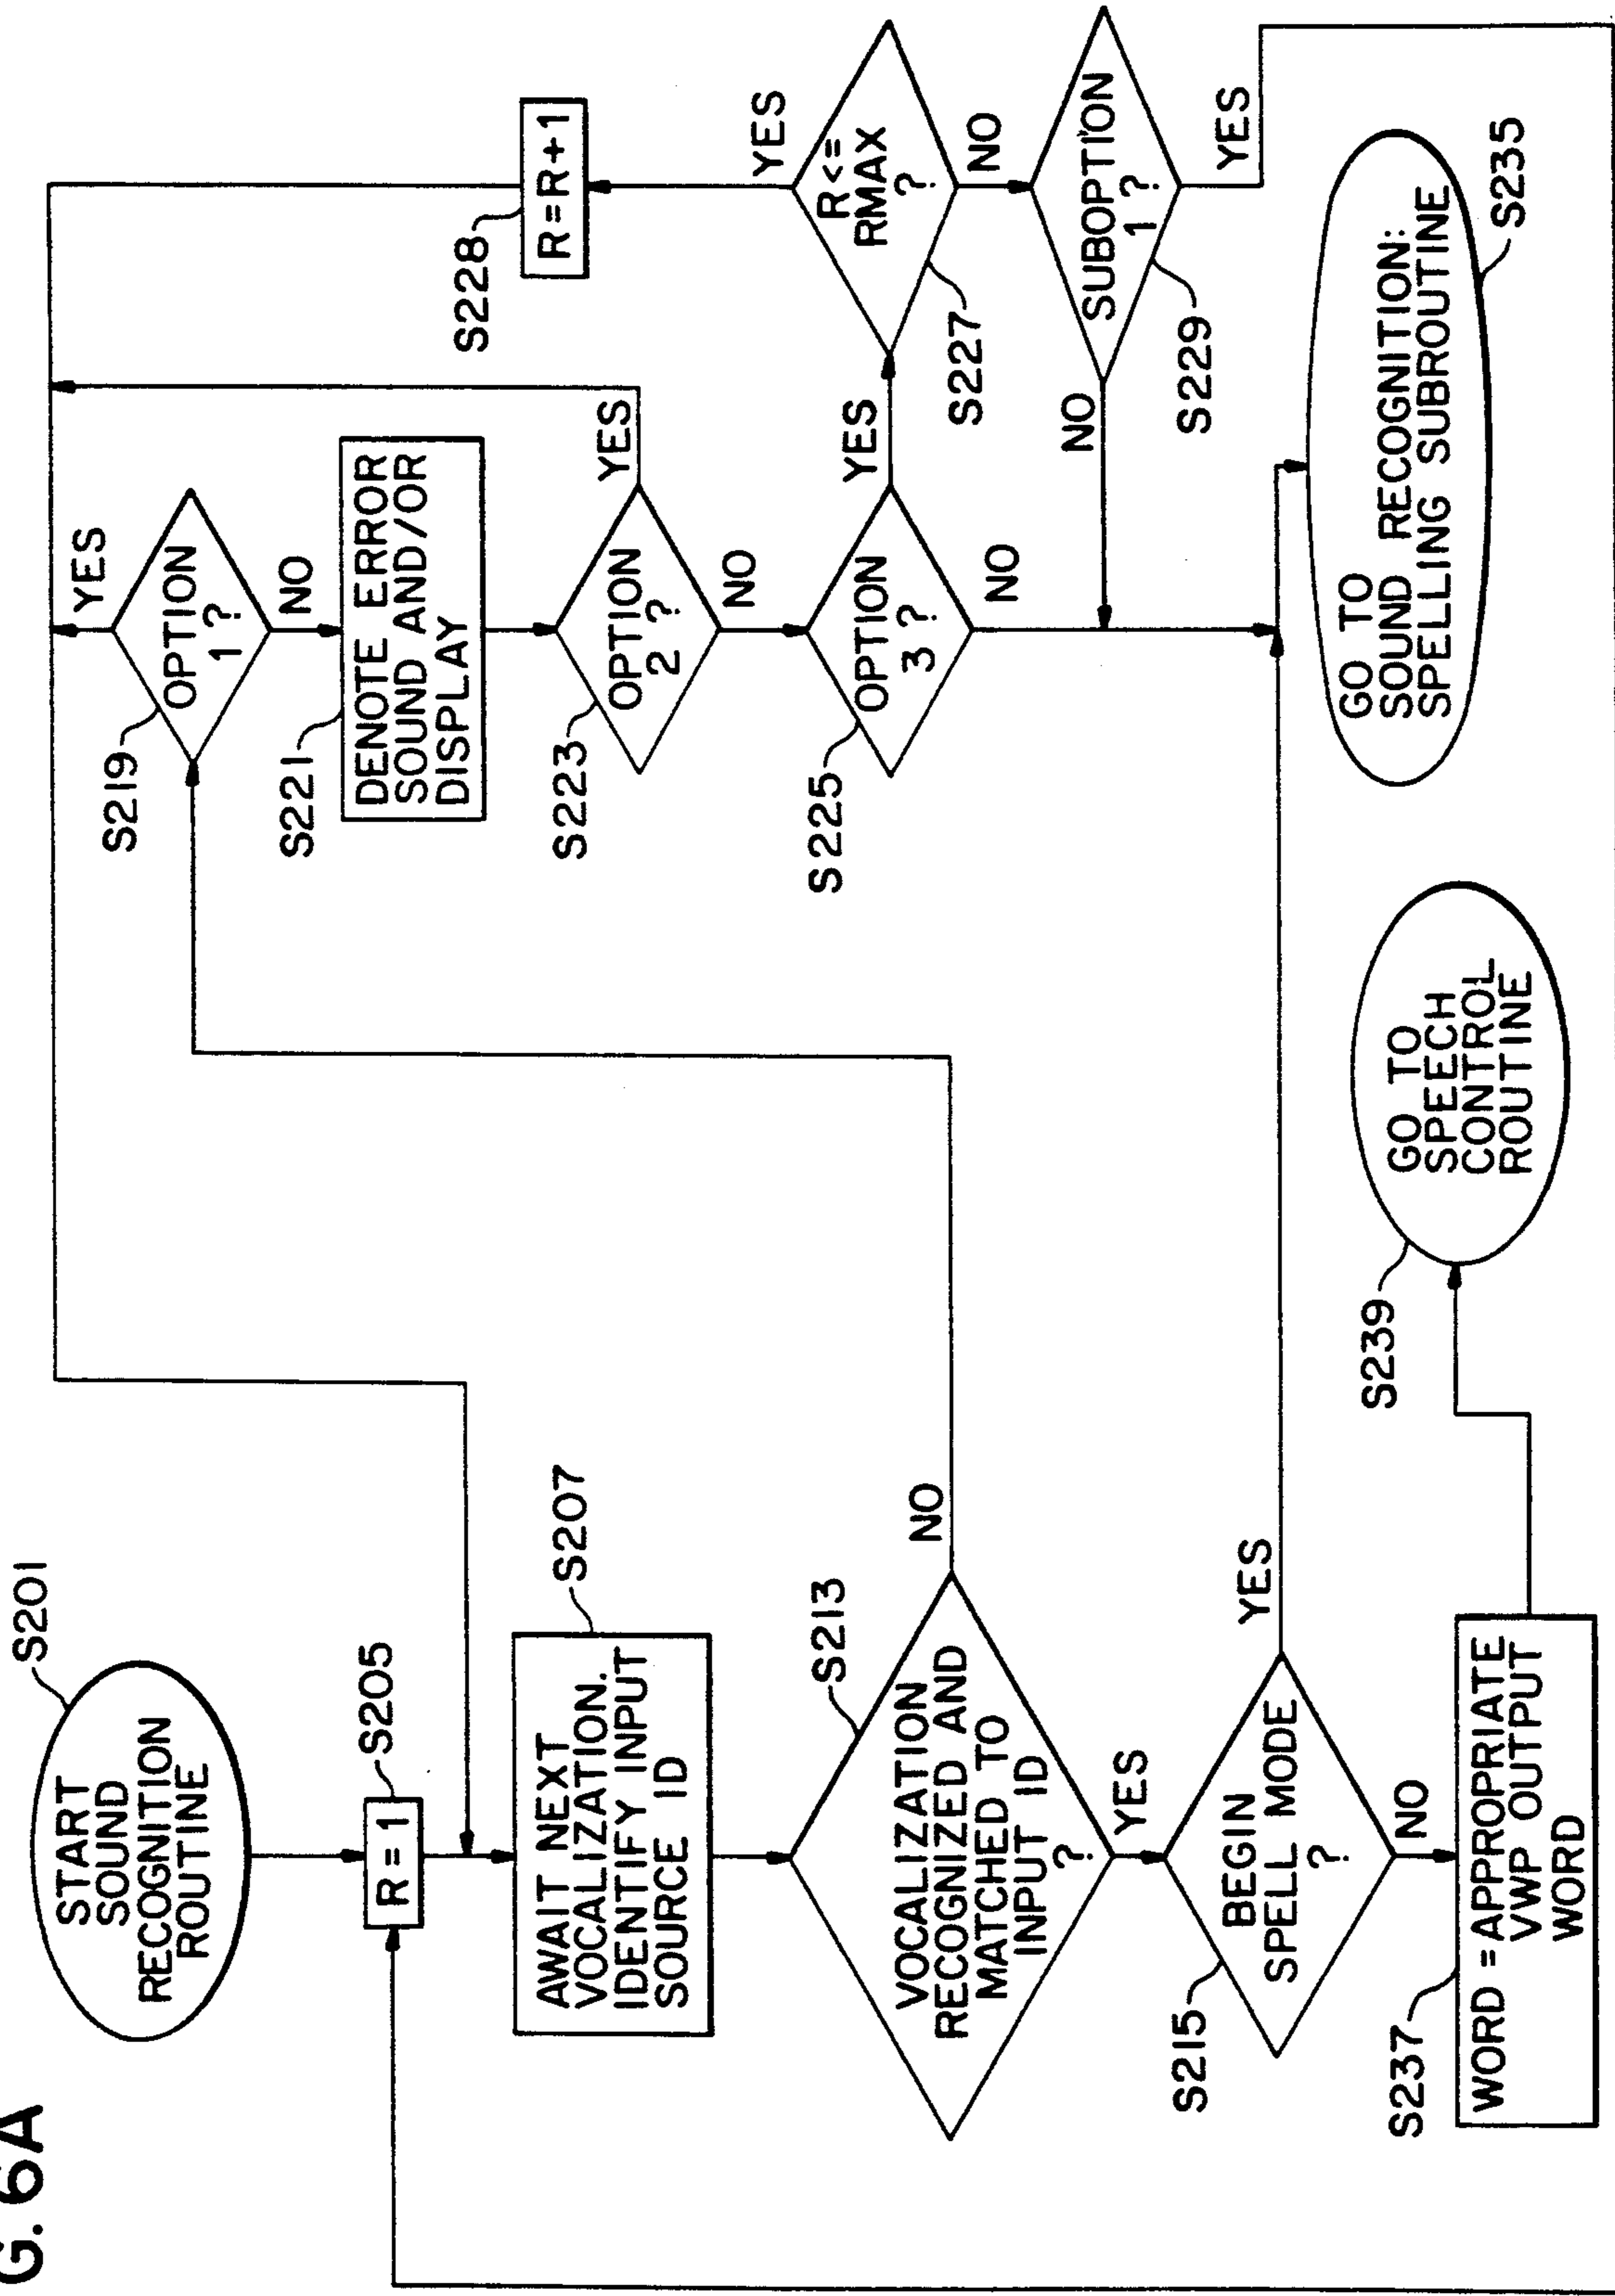 G. 6A
START
SOUND
RECOGNITION
ROUTINE
S201
R = 1
S205
AWAIT NEXT
VOCALIZATION.
IDENTIFY INPUT
SOURCE ID
S207
VOCALIZATION
RECOGNIZED AND
MATCHED TO
INPUT ID
?
S213
NO
YES
BEGIN
SPELL MODE
?
S215
YES
NO
WORD = APPROPRIATE
VWP OUTPUT
WORD
S237
GO TO
SPEECH
CONTROL
ROUTINE
S239
OPTION
1 ?
S219
YES
NO
DENOTE ERROR
SOUND AND/OR
DISPLAY
S221
OPTION
2 ?
S223
YES
NO
OPTION
3 ?
S225
YES
NO
R = R + 1
S228
R <=
RMAX
?
S227
YES
NO
SUBOPTION
1 ?
S229
NO
YES
GO TO
SOUND RECOGNITION:
SPELLING SUBROUTINE
S235